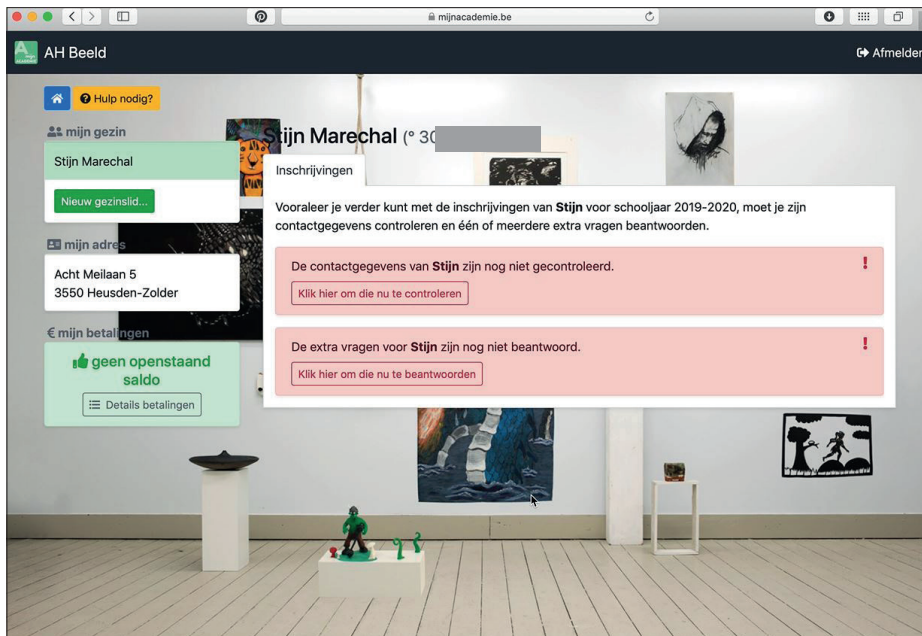 mijnacademie.be
AH Beeld
Afmelden
Hulp nodig?
mijn gezin
Stijn Marechal
Nieuw gezinslid...
mijn adres
Acht Meilaan 5
3550 Heusden-Zolder
€ mijn betalingen
geen openstaand
saldo
Details betalingen
Stijn Marechal (° 30
Inschrijvingen
Vooraleer je verder kunt met de inschrijvingen van Stijn voor schooljaar 2019-2020, moet je zijn
contactgegevens controleren en één of meerdere extra vragen beantwoorden.
De contactgegevens van Stijn zijn nog niet gecontroleerd.
!
Klik hier om die nu te controleren
De extra vragen voor Stijn zijn nog niet beantwoord.
!
Klik hier om die nu te beantwoorden